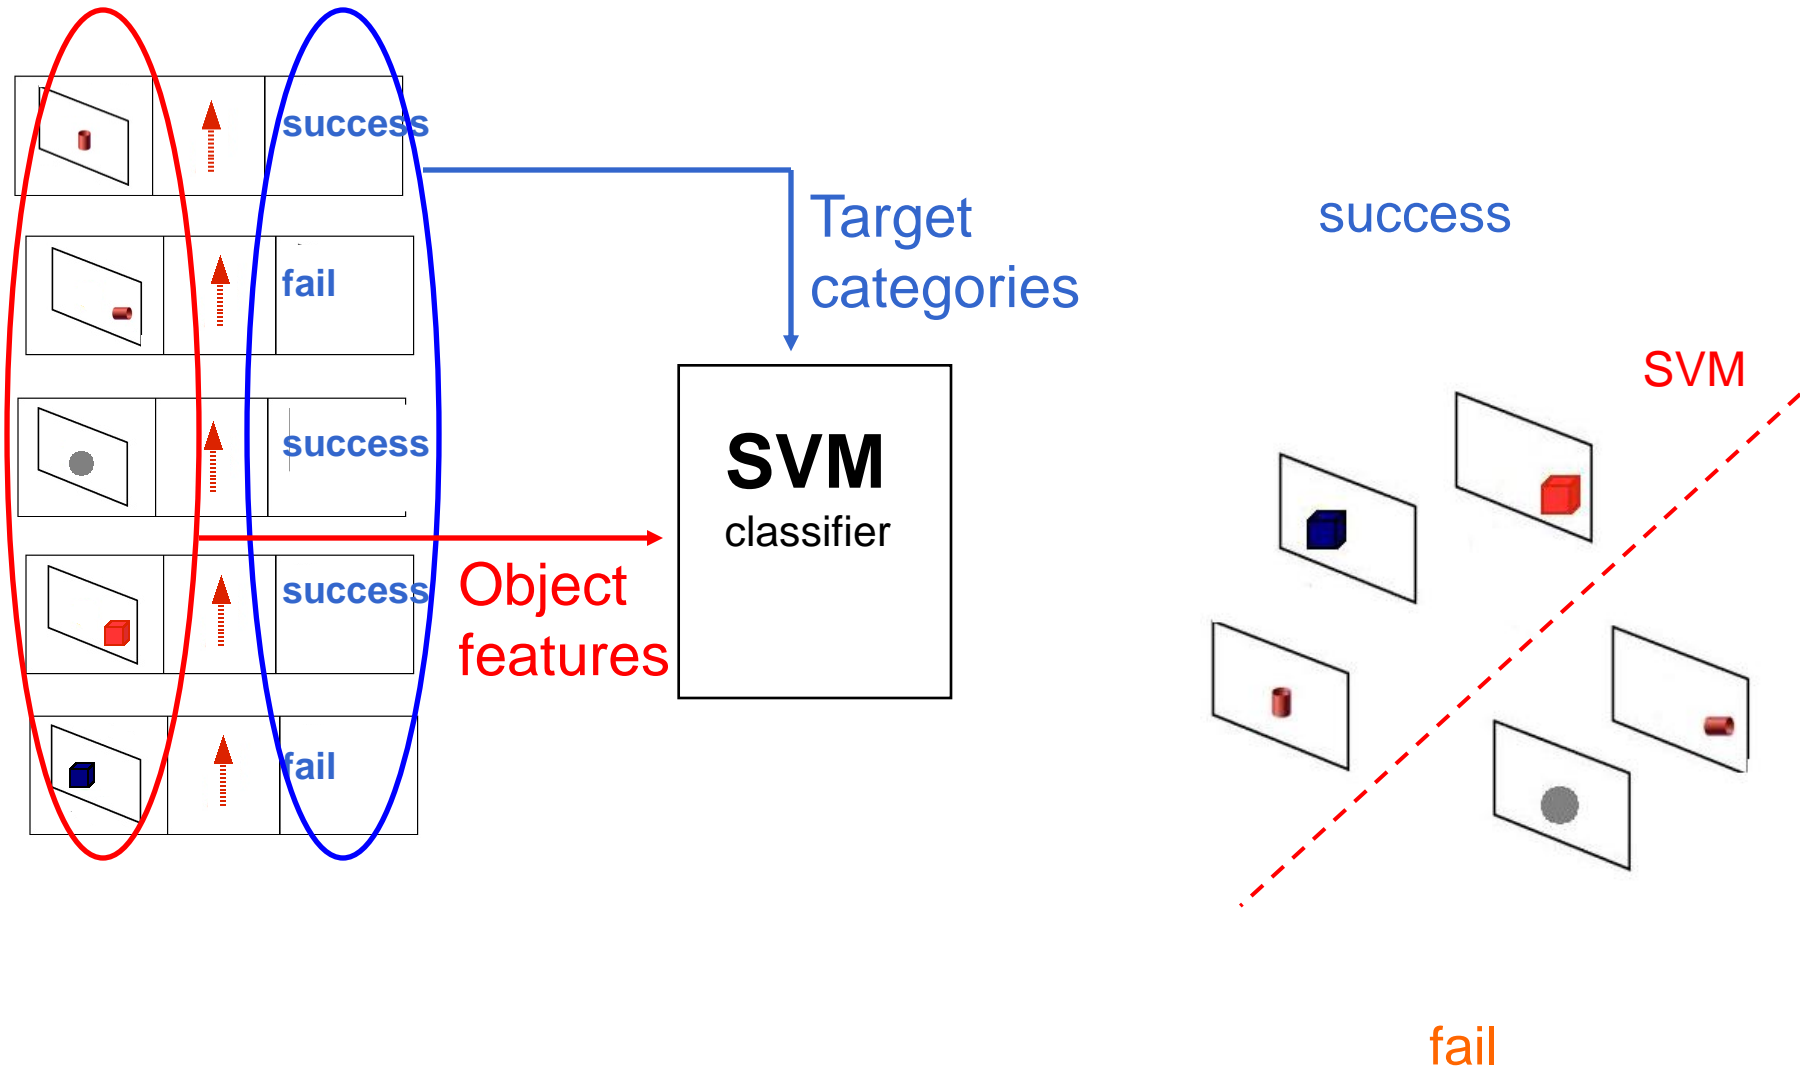 success
fail
success
success
fail
Target
categories
SVM
classifier
Object
features
success
SVM
fail